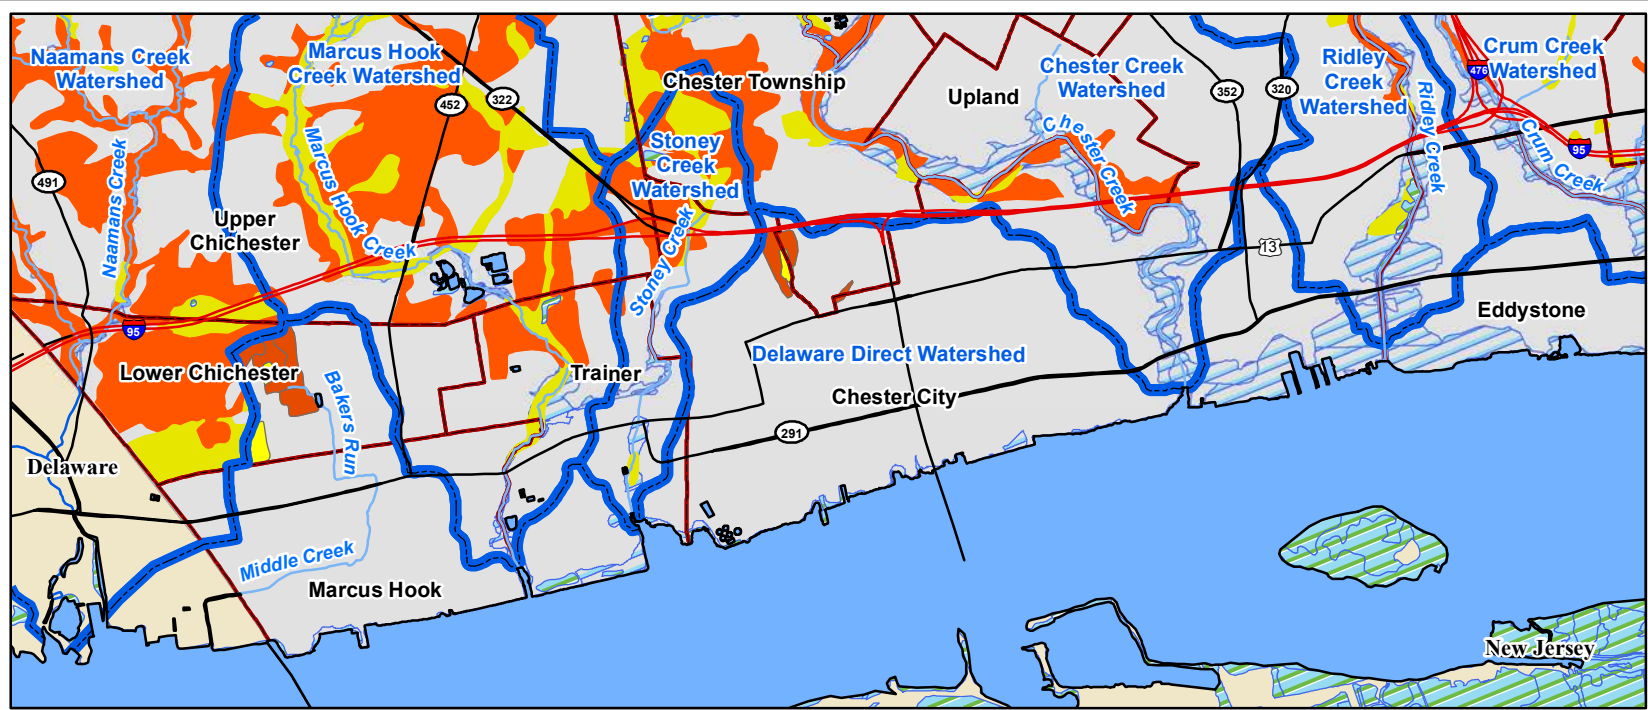 Naamans Creek
Watershed
Marcus Hook
Creek Watershed
Chester Township
Upland
Chester Creek
Watershed
Ridley
Creek
Watershed
Crum Creek
Watershed
452
322
352
320
476
95
491
Naamans Creek
Marcus Hook Creek
Stoney
Creek
Watershed
Chester Creek
Ridley Creek
Crum Creek
Upper
Chichester
Stoney Creek
13
95
Lower Chichester
Bakers Run
Trainer
Delaware Direct Watershed
Chester City
Eddystone
291
Delaware
Middle Creek
Marcus Hook
New Jersey